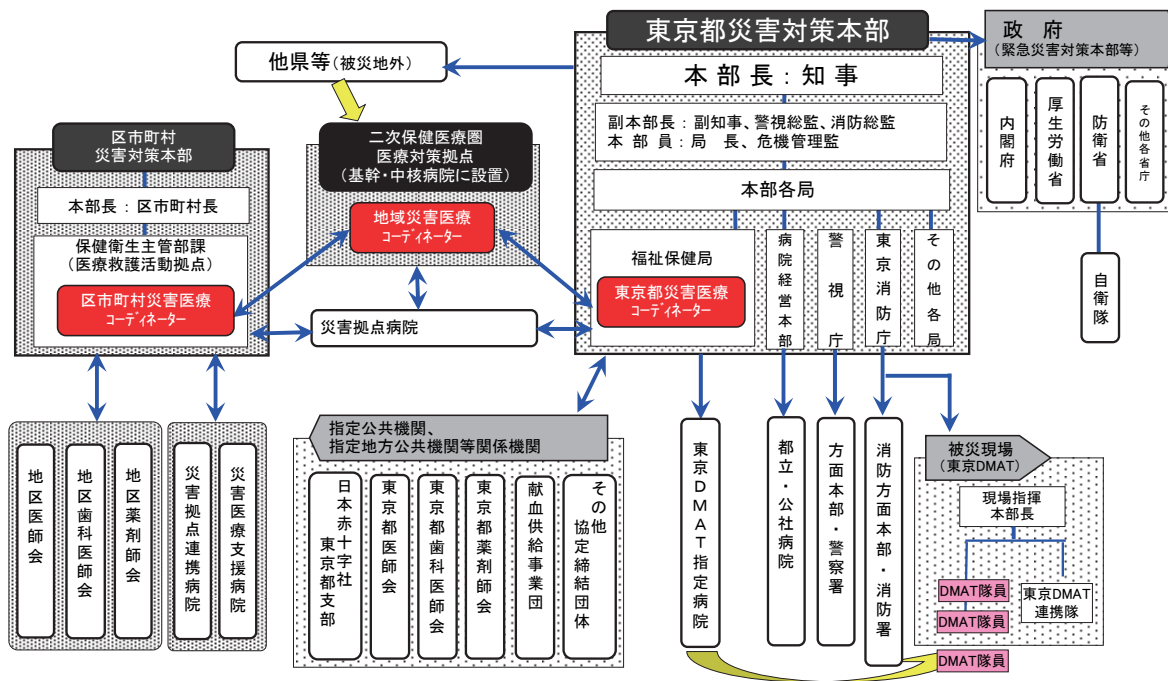 東京都災害対策本部
本部長：知事
副本部長：副知事、警視総監、消防総監
本 部 員：局　長、危機管理監
本部各局
福祉保健局
東京都災害医療
コーディネーター
病院経営本部
警視庁
東京消防庁
その他各局
政　府
（緊急災害対策本部等）
内閣府
厚生労働省
防衛省
その他各省庁
自衛隊
他県等（被災地外）
二次保健医療圏
医療対策拠点
（基幹・中核病院に設置）
地域災害医療
コーディネーター
区市町村
災害対策本部
本部長：区市町村長
保健衛生主管部課
（医療救護活動拠点）
区市町村災害医療
コーディネーター
災害拠点病院
地区医師会
地区歯科医師会
地区薬剤師会
災害拠点連携病院
災害医療支援病院
指定公共機関、
指定地方公共機関等関係機関
日本赤十字社
東京都支部
東京都医師会
東京都歯科医師会
東京都薬剤師会
献血供給事業団
その他
協定締結団体
東京DMAT指定病院
都立・公社病院
方面本部・警察署
消防方面本部・消防署
被災現場
（東京DMAT）
現場指揮
本部長
DMAT隊員
DMAT隊員
東京DMAT
連携隊
DMAT隊員